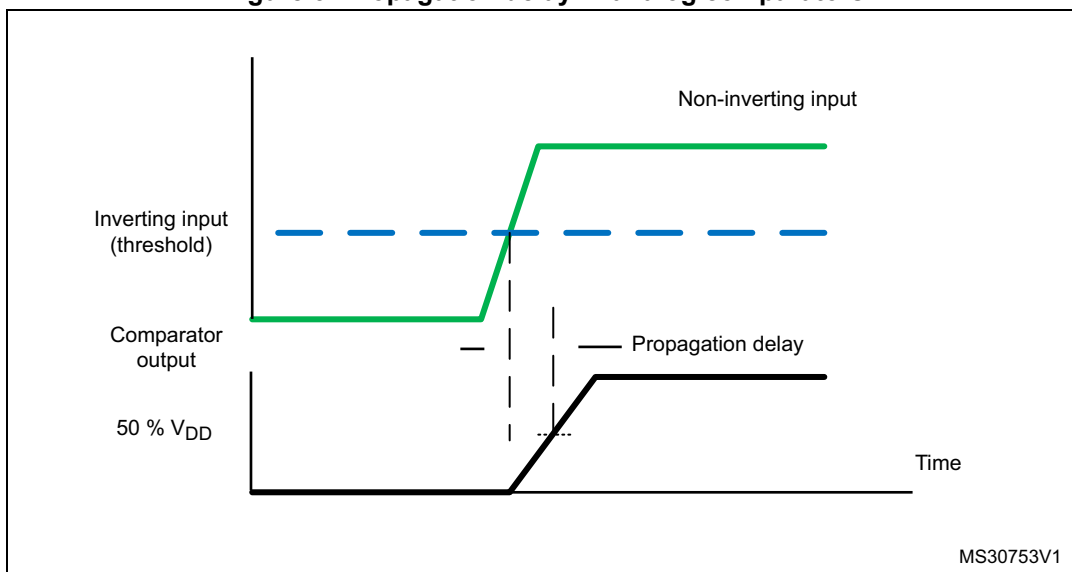 Non-inverting input
Inverting input
(threshold)
Comparator
output
Propagation delay
50 % VDD
Time
MS30753V1